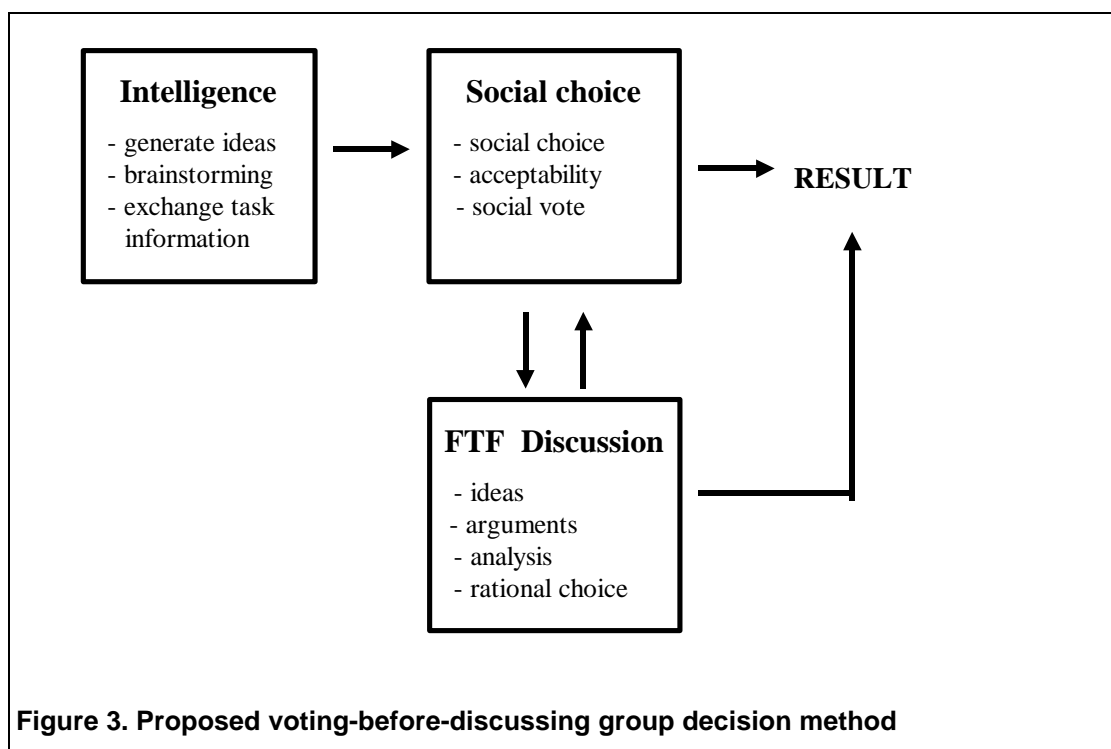 Intelligence
- generate ideas
- brainstorming
- exchange task
information
Social choice
- social choice
- acceptability
- social vote
RESULT
FTF Discussion
- ideas
- arguments
- analysis
- rational choice
Figure 3. Proposed voting-before-discussing group decision method